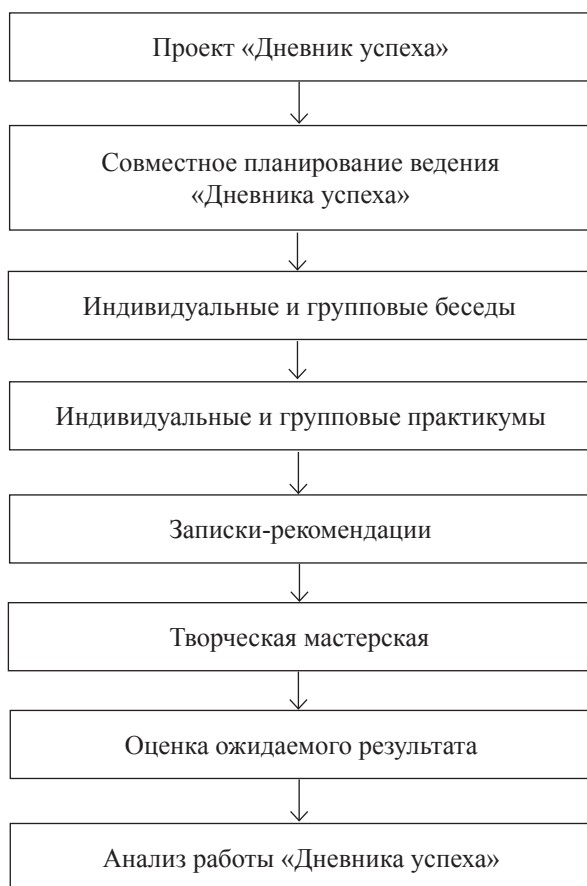 Проект «Дневник успеха»
Совместное планирование ведения
«Дневника успеха»
Индивидуальные и групповые беседы
Индивидуальные и групповые практикумы
Записки-рекомендации
Творческая мастерская
Оценка ожидаемого результата
Анализ работы «Дневника успеха»